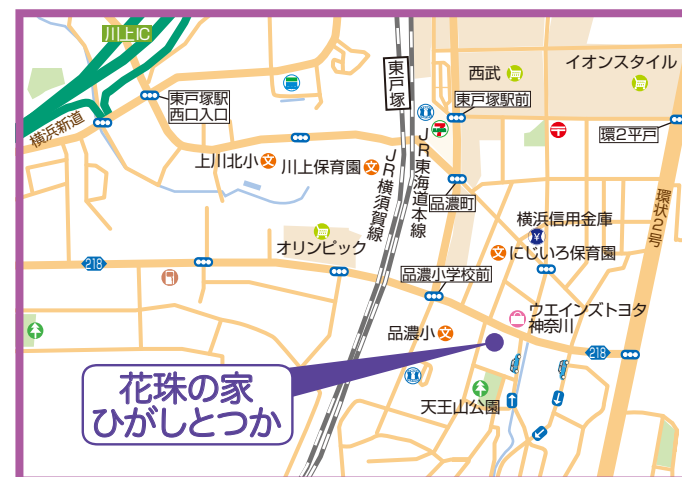 川上IC
横浜新道
東戸塚駅
西口入口
東戸塚
西武
イオンスタイル
東戸塚駅前
環2平戸
上川北小
文
川上保育園
文
JR横須賀線
JR東海道本線
品濃町
環状2号
横浜信用金庫
¥
文
にじいろ保育園
オリンピック
218
品濃小学校前
ウエインズトヨタ
神奈川
品濃小
文
218
花珠の家
ひがしとつか
天王山公園